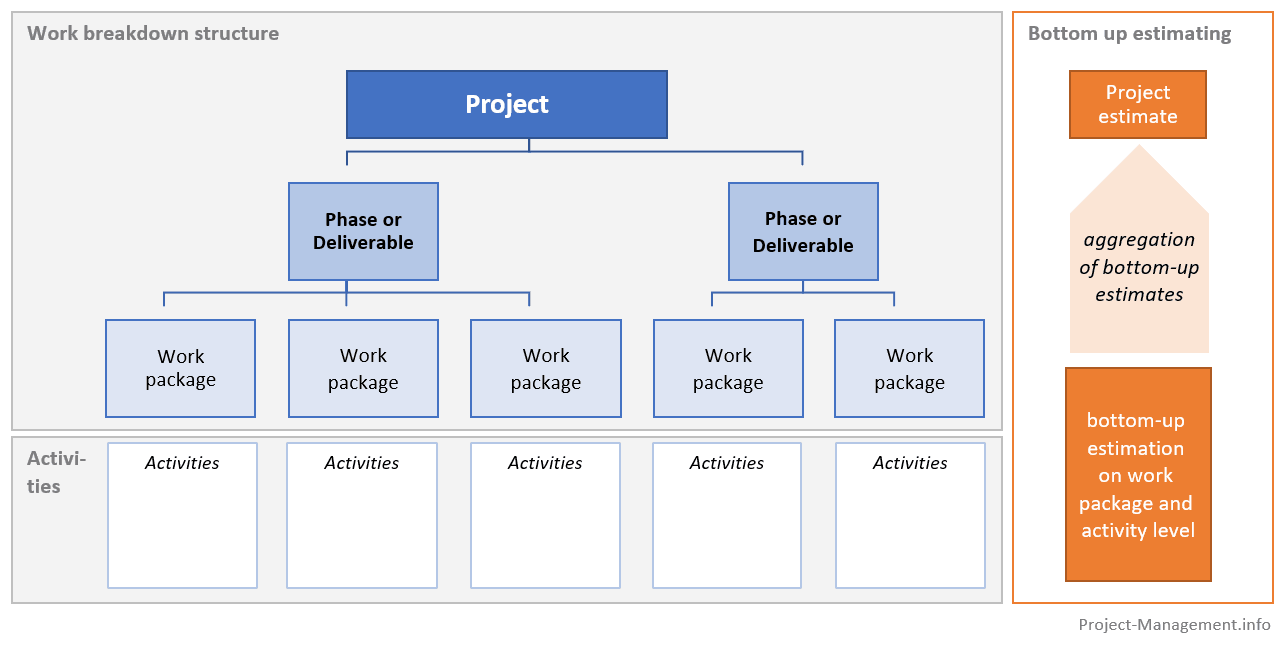 Work breakdown structure
Project
Phase or
Deliverable
Phase or
Deliverable
Work
package
Work
package
Work
package
Work
package
Work
package
Activi-
ties
Activities
Activities
Activities
Activities
Activities
Bottom up estimating
Project
estimate
aggregation
of bottom-up
estimates
bottom-up
estimation
on work
package and
activity level
Project-Management.info